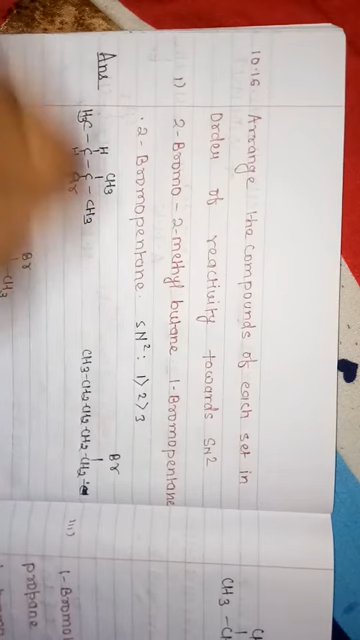 10.16. Arrange the compounds of each set in
Order of reactivity towards SN2
1) 2-Bromo-2-methyl butane 1-Bromopentane
2-Bromopentane. SN2: 1>2>3
Ans
H CH3
H3C-C-C-CH3
H Br
Br
CH3-CH2-CH2-CH2-CH2
Br
CH3
CH3
iii)
propane